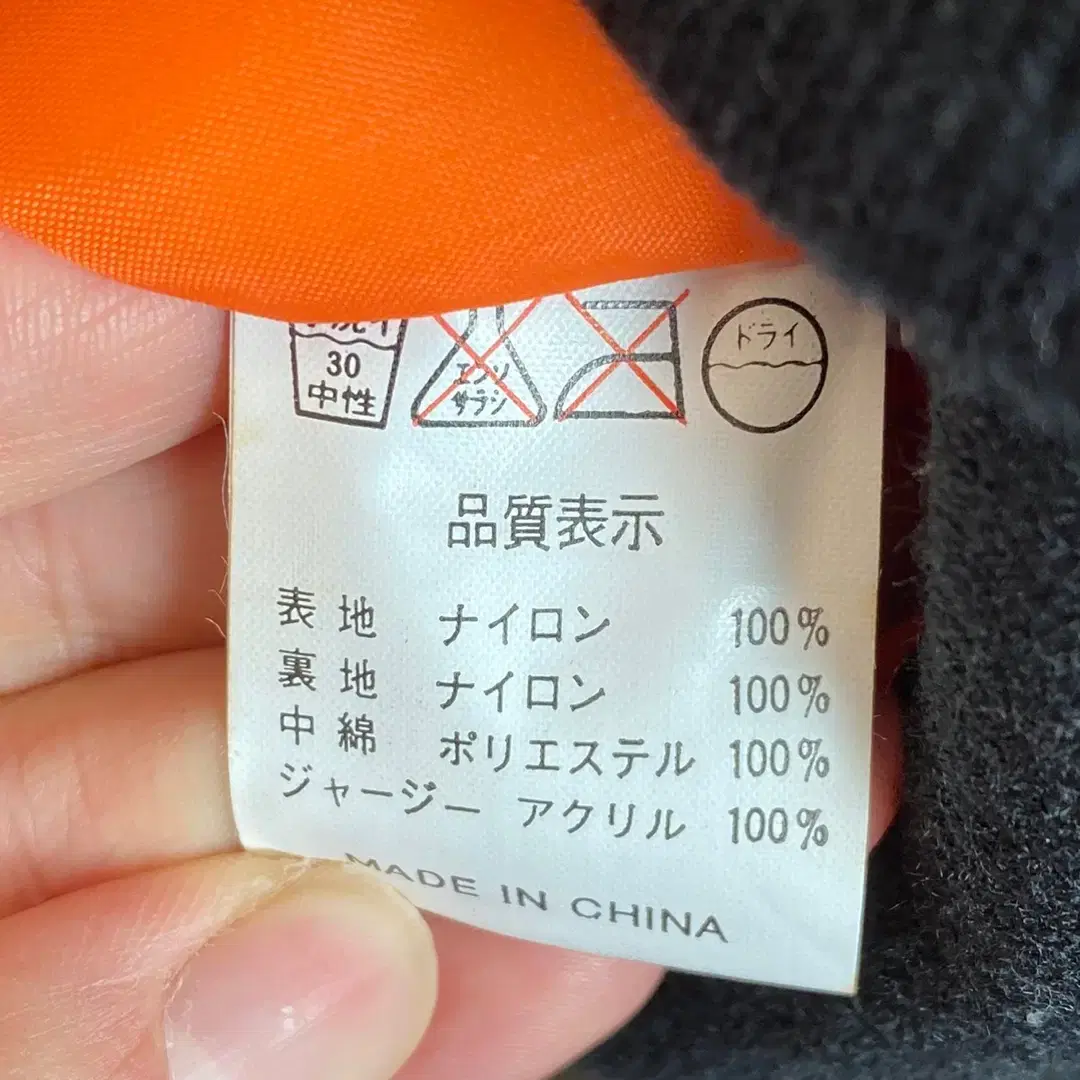 30
中性
エンソ
サラシ
ドライ
品質表示
表地 ナイロン 100%
裏地 ナイロン 100%
中綿 ポリエステル 100%
ジャージー アクリル 100%
MADE IN CHINA